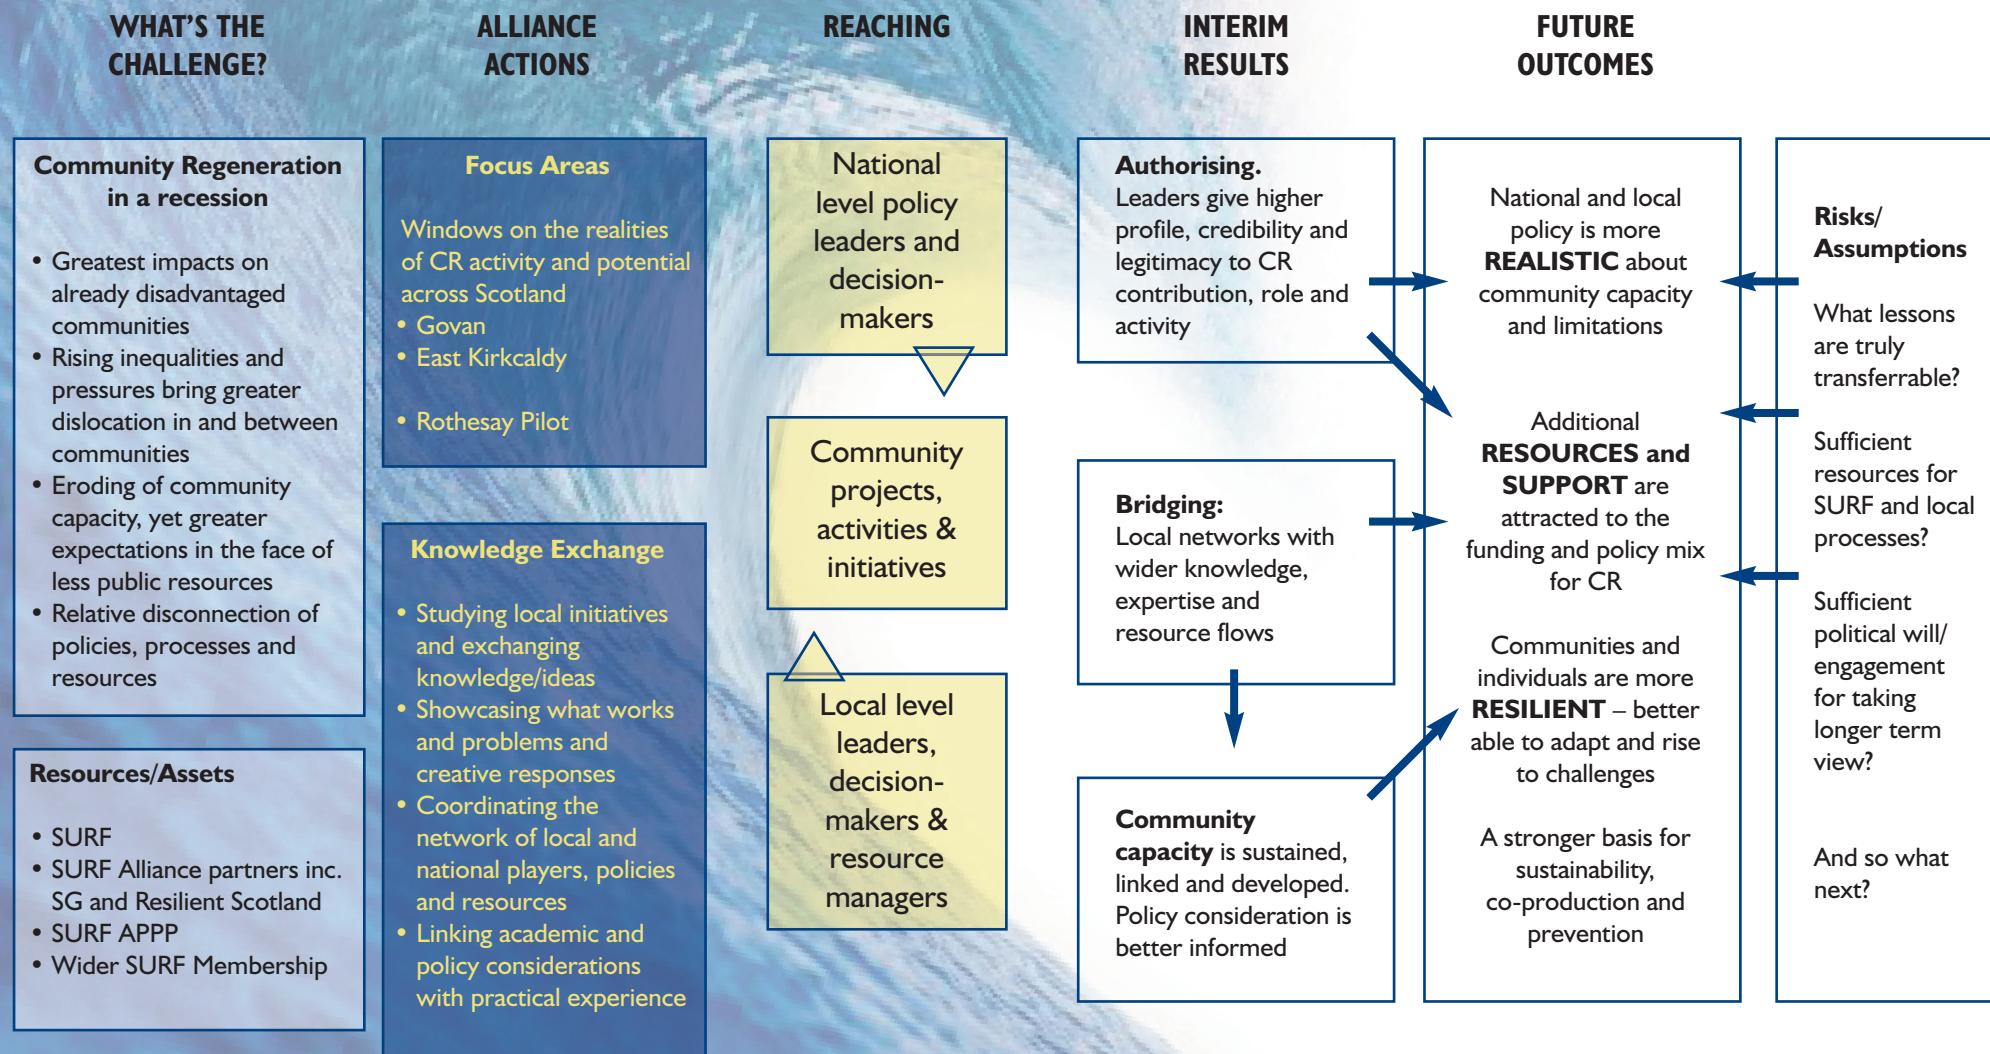 WHAT'S THE
CHALLENGE?
ALLIANCE
ACTIONS
REACHING
INTERIM
RESULTS
FUTURE
OUTCOMES
Community Regeneration
in a recession
• Greatest impacts on
already disadvantaged
communities
• Rising inequalities and
pressures bring greater
dislocation in and between
communities
• Eroding of community
capacity, yet greater
expectations in the face of
less public resources
• Relative disconnection of
policies, processes and
resources
Resources/Assets
• SURF
• SURF Alliance partners inc.
SG and Resilient Scotland
• SURF APPP
• Wider SURF Membership
Focus Areas
Windows on the realities
of CR activity and potential
across Scotland
• Govan
• East Kirkcaldy
• Rothesay Pilot
Knowledge Exchange
• Studying local initiatives
and exchanging
knowledge/ideas
• Showcasing what works
and problems and
creative responses
• Coordinating the
network of local and
national players, policies
and resources
• Linking academic and
policy considerations
with practical experience
National
level policy
leaders and
decision-
makers
Community
projects,
activities &
initiatives
Local level
leaders,
decision-
makers &
resource
managers
Authorising.
Leaders give higher
profile, credibility and
legitimacy to CR
contribution, role and
activity
Bridging:
Local networks with
wider knowledge,
expertise and
resource flows
Community
capacity is sustained,
linked and developed.
Policy consideration is
better informed
National and local
policy is more
REALISTIC about
community capacity
and limitations
Additional
RESOURCES and
SUPPORT are
attracted to the
funding and policy mix
for CR
Communities and
individuals are more
RESILIENT – better
able to adapt and rise
to challenges
A stronger basis for
sustainability,
co-production and
prevention
Risks/
Assumptions
What lessons
are truly
transferrable?
Sufficient
resources for
SURF and local
processes?
Sufficient
political will/
engagement
for taking
longer term
view?
And so what
next?